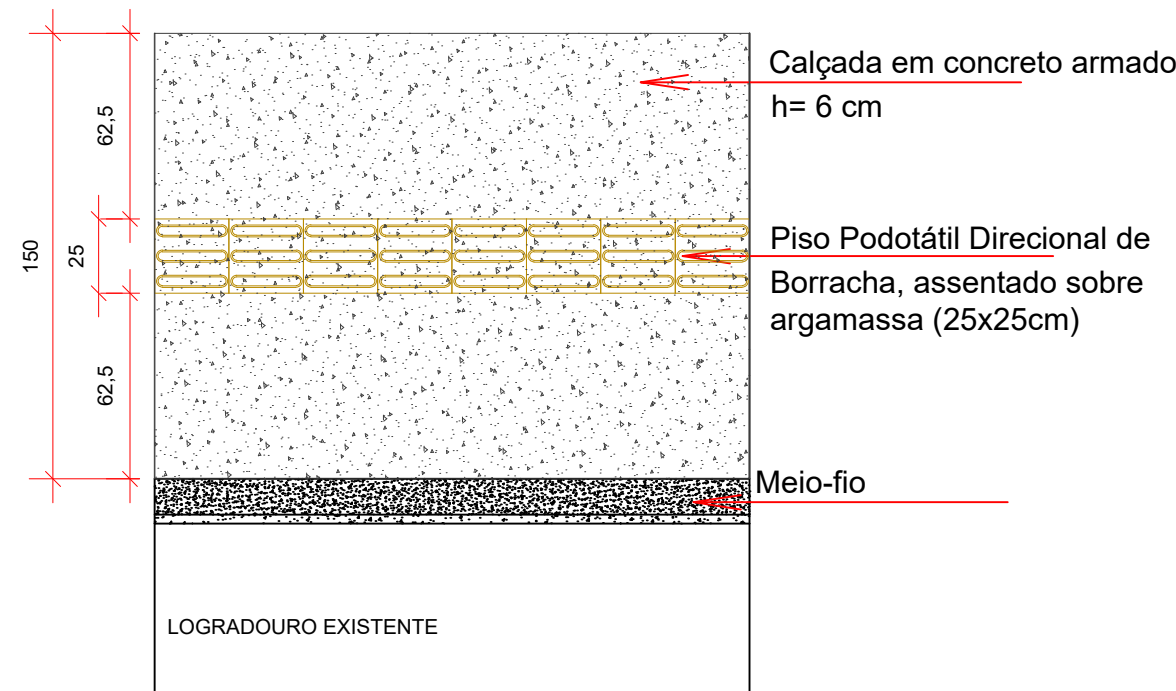 Calçada em concreto armado
h= 6 cm
62,5
150
25
Piso Podotátil Direcional de
Borracha, assentado sobre
argamassa (25x25cm)
62,5
Meio-fio
LOGRADOURO EXISTENTE